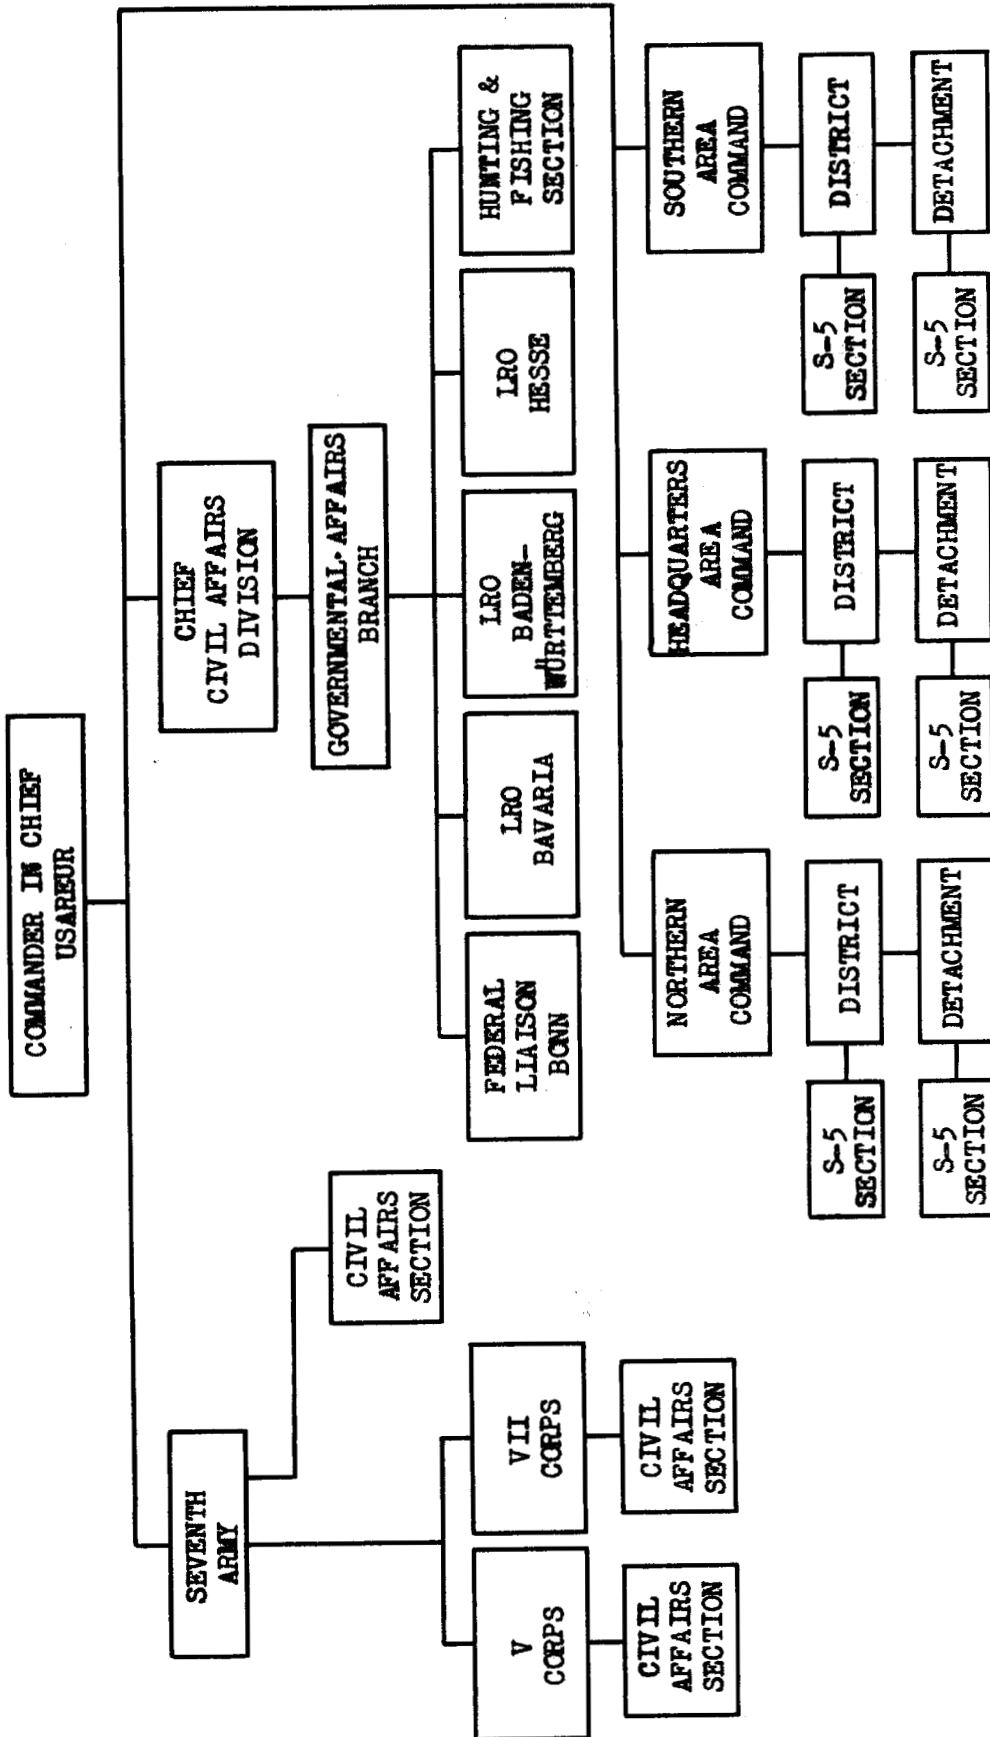 COMMANDER IN CHIEF
USAREUR
SEVENTH
ARMY
CIVIL
AFFAIRS
SECTION
V
CORPS
VII
CORPS
CIVIL
AFFAIRS
SECTION
CIVIL
AFFAIRS
SECTION
CHIEF
CIVIL AFFAIRS
DIVISION
GOVERNMENTAL-AFFAIRS
BRANCH
FEDERAL
LIAISON
BONN
LRO
BAVARIA
LRO
BADEN-
WÜRTTEMBERG
LRO
HESSE
HUNTING &
FISHING
SECTION
NORTHERN
AREA
COMMAND
S-5
SECTION
DISTRICT
S-5
SECTION
DETACHMENT
HEADQUARTERS
AREA
COMMAND
S-5
SECTION
DISTRICT
S-5
SECTION
DETACHMENT
SOUTHERN
AREA
COMMAND
S-5
SECTION
DISTRICT
S-5
SECTION
DETACHMENT